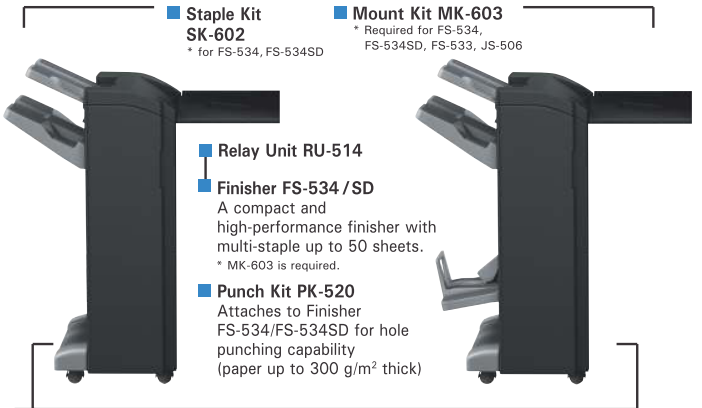 Staple Kit
SK-602
* for FS-534, FS-534SD
Mount Kit MK-603
* Required for FS-534,
FS-534SD, FS-533, JS-506
Relay Unit RU-514
Finisher FS-534 / SD
A compact and
high-performance finisher with
multi-staple up to 50 sheets.
* MK-603 is required.
Punch Kit PK-520
Attaches to Finisher
FS-534/FS-534SD for hole
punching capability
(paper up to 300 g/m² thick)